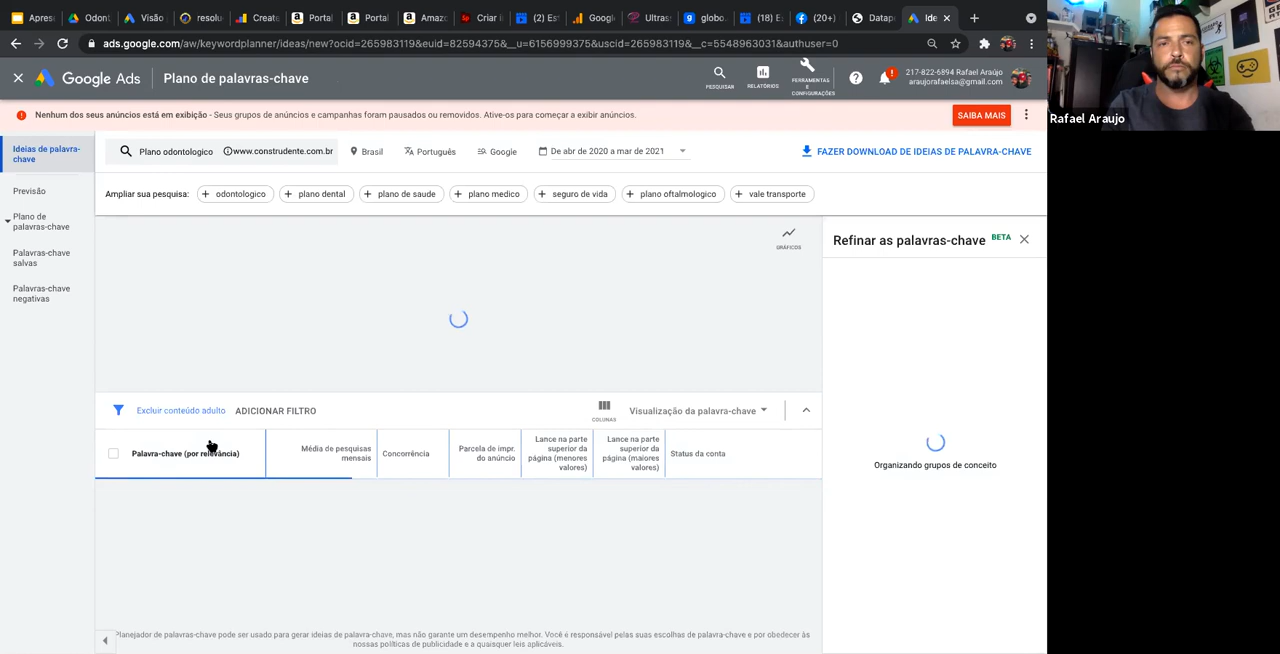 Aprese
Odont
Visão
resolu
Create
Portal
Portal
Amazo
Criar i
(2) Es
Googl
Ultras
globo.
(18) E
(20+)
Datap
Ide
ads.google.com/aw/keywordplanner/ideas/new?ocid=265983119&euid=82594375&__u=6156999375&uscid=265983119&__c=5548963031&authuser=0
Google Ads
Plano de palavras-chave
PESQUISAR
RELATÓRIOS
FERRAMENTAS
E
CONFIGURAÇÕES
217-822-6894 Rafael Araújo
araujorafaelsa@gmail.com
Rafael Araujo
Nenhum dos seus anúncios está em exibição - Seus grupos de anúncios e campanhas foram pausados ou removidos. Ative-os para começar a exibir anúncios.
SAIBA MAIS
Ideias de palavra-
chave
Previsão
Plano de
palavras-chave
Palavras-chave
salvas
Palavras-chave
negativas
Plano odontologico
www.construdente.com.br
Brasil
Português
Google
De abr de 2020 a mar de 2021
FAZER DOWNLOAD DE IDEIAS DE PALAVRA-CHAVE
Ampliar sua pesquisa:
odontologico
plano dental
plano de saude
plano medico
seguro de vida
plano oftalmologico
vale transporte
GRÁFICOS
Refinar as palavras-chave BETA
Organizando grupos de conceito
Excluir conteúdo adulto
ADICIONAR FILTRO
COLUNAS
Visualização da palavra-chave
Palavra-chave (por relevância)
Média de pesquisas
mensais
Concorrência
Parcela de impr.
do anúncio
Lance na parte
superior da
página (menores
valores)
Lance na parte
superior da
página (maiores
valores)
Status da conta
Planejador de palavras-chave pode ser usado para gerar ideias de palavra-chave, mas não garante um desempenho melhor. Você é responsável pelas suas escolhas de palavra-chave e por obedecer às
nossas políticas de publicidade e a quaisquer leis aplicáveis.